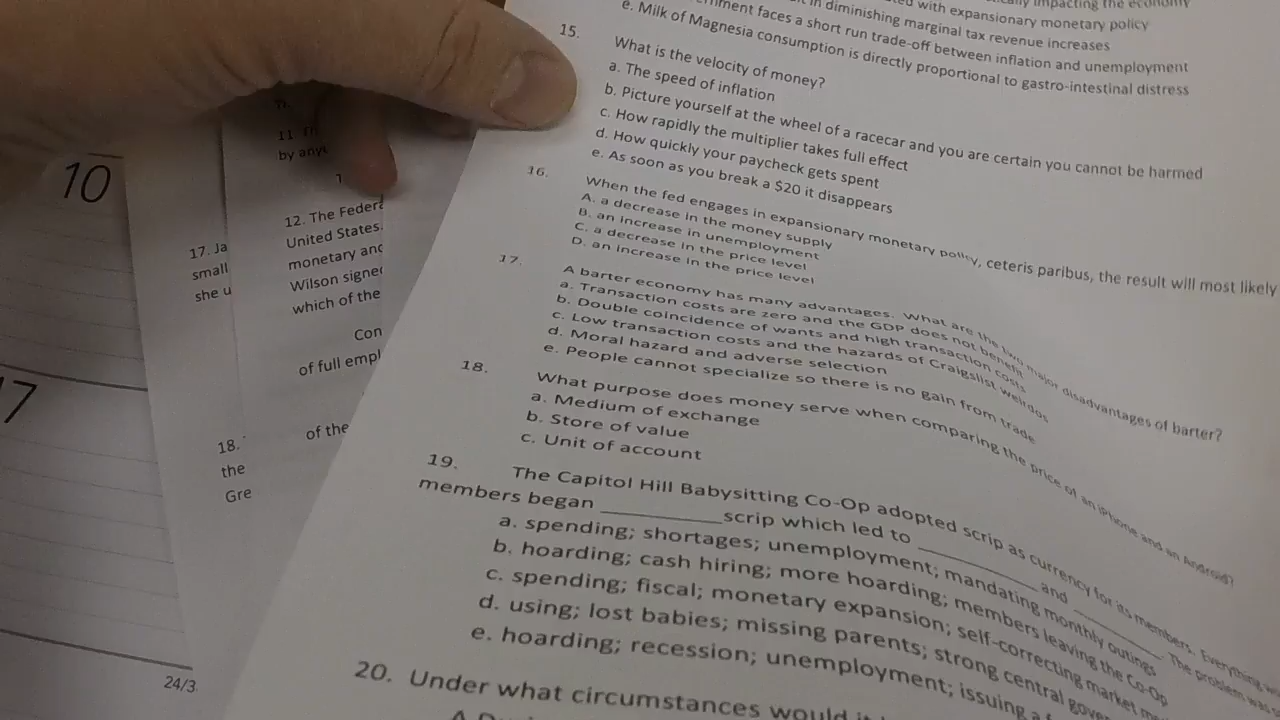 10
17. Ja
small
she u
18.
the
Gre
24/3
11
by any
12. The Federa
United States.
monetary and
Wilson signed
which of the
Con
of full empl
of the
impacting the economy
with expansionary monetary policy
in diminishing marginal tax revenue increases
faces a short run trade-off between inflation and unemployment
e. Milk of Magnesia consumption is directly proportional to gastro-intestinal distress
15. What is the velocity of money?
a. The speed of inflation
b. Picture yourself at the wheel of a racecar and you are certain you cannot be harmed
c. How rapidly the multiplier takes full effect
d. How quickly your paycheck gets spent
e. As soon as you break a $20 it disappears
16. When the fed engages in expansionary monetary policy, ceteris paribus, the result will most likely
A. a decrease in the money supply
B. an increase in unemployment
C. a decrease in the price level
D. an increase in the price level
17. A barter economy has many advantages. What are the two major disadvantages of barter?
a. Transaction costs are zero and the GDP does not benefit
b. Double coincidence of wants and high transaction costs
c. Low transaction costs and the hazards of Craigslist weirdos
d. Moral hazard and adverse selection
e. People cannot specialize so there is no gain from trade
18. What purpose does money serve when comparing the price of an iPhone and an Android?
a. Medium of exchange
b. Store of value
c. Unit of account
19. The Capitol Hill Babysitting Co-Op adopted scrip as currency for its members. Everything
members began __________ scrip which led to __________ and __________. The problem was
a. spending; shortages; unemployment; mandating monthly outings
b. hoarding; cash hiring; more hoarding; members leaving the Co-Op
c. spending; fiscal; monetary expansion; self-correcting market
d. using; lost babies; missing parents; strong central
e. hoarding; recession; unemployment; issuing a
20. Under what circumstances would